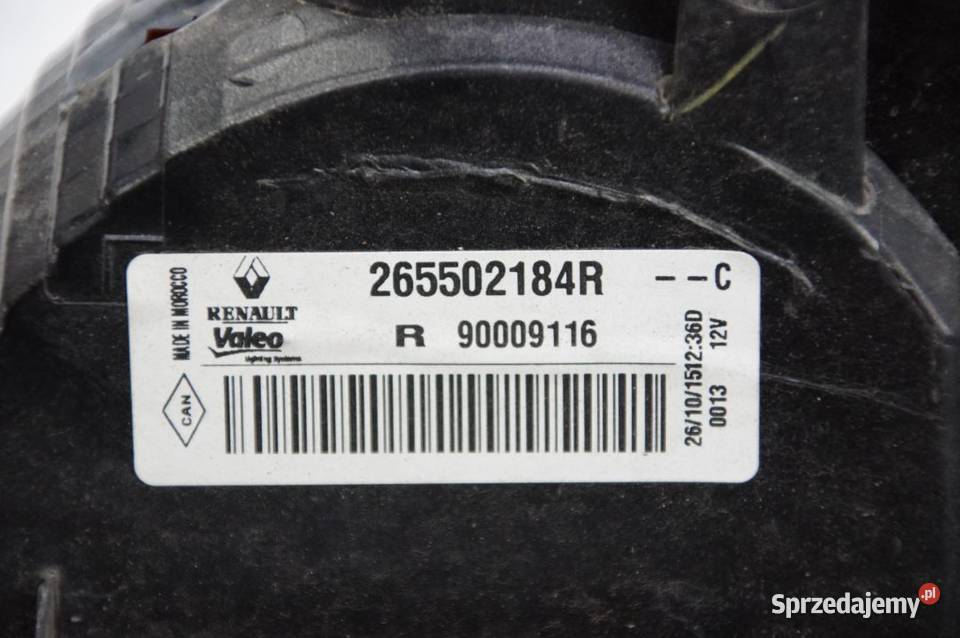 MADE IN MOROCCO
RENAULT
Valeo
Lighting Systems
CAN
265502184R
- - C
R 90009116
26/10/1512:36D
0013 12V
Sprzedajemy.pl